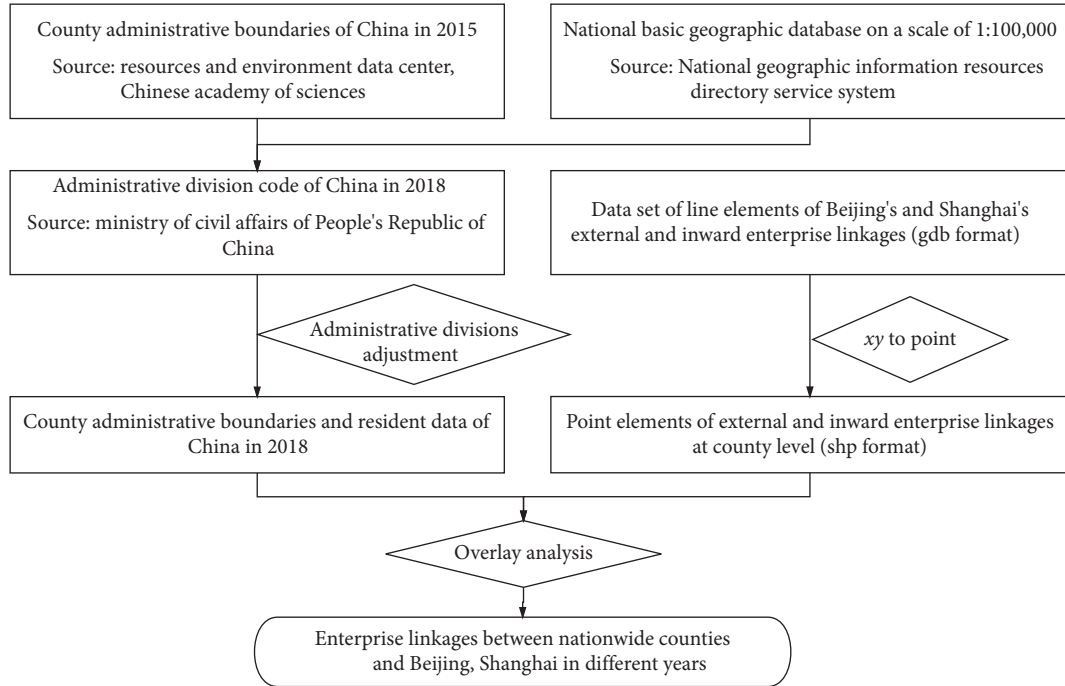 County administrative boundaries of China in 2015
Source: resources and environment data center,
Chinese academy of sciences
National basic geographic database on a scale of 1:100,000
Source: National geographic information resources
directory service system
Administrative division code of China in 2018
Source: ministry of civil affairs of People's Republic of
China
Data set of line elements of Beijing's and Shanghai's
external and inward enterprise linkages (gdb format)
Administrative divisions
adjustment
xy to point
County administrative boundaries and resident data of
China in 2018
Point elements of external and inward enterprise linkages
at county level (shp format)
Overlay analysis
Enterprise linkages between nationwide counties
and Beijing, Shanghai in different years